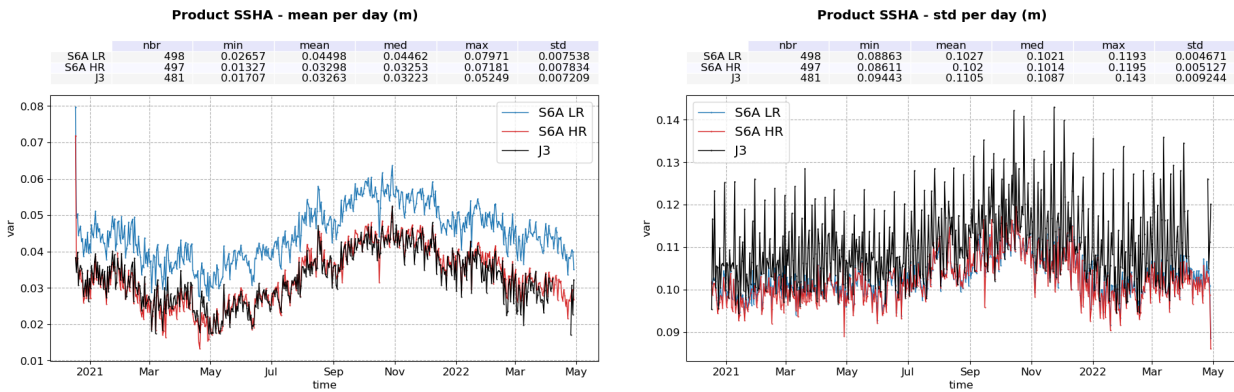 Product SSHA - mean per day (m)
nbr min mean med max std
S6A LR 498 0.02657 0.04498 0.04462 0.07971 0.007538
S6A HR 497 0.01327 0.03298 0.03253 0.07181 0.007834
J3 481 0.01707 0.03263 0.03223 0.05249 0.007209
0.08
0.07
0.06
0.05
0.04
0.03
0.02
0.01
var
S6A LR
S6A HR
J3
2021 Mar May Jul Sep Nov 2022 Mar May
time
Product SSHA - std per day (m)
nbr min mean med max std
S6A LR 498 0.08863 0.1027 0.1021 0.1193 0.004671
S6A HR 497 0.08611 0.102 0.1014 0.1195 0.005127
J3 481 0.09443 0.1105 0.1087 0.143 0.009244
0.14
0.13
0.12
0.11
0.10
0.09
var
S6A LR
S6A HR
J3
2021 Mar May Jul Sep Nov 2022 Mar May
time